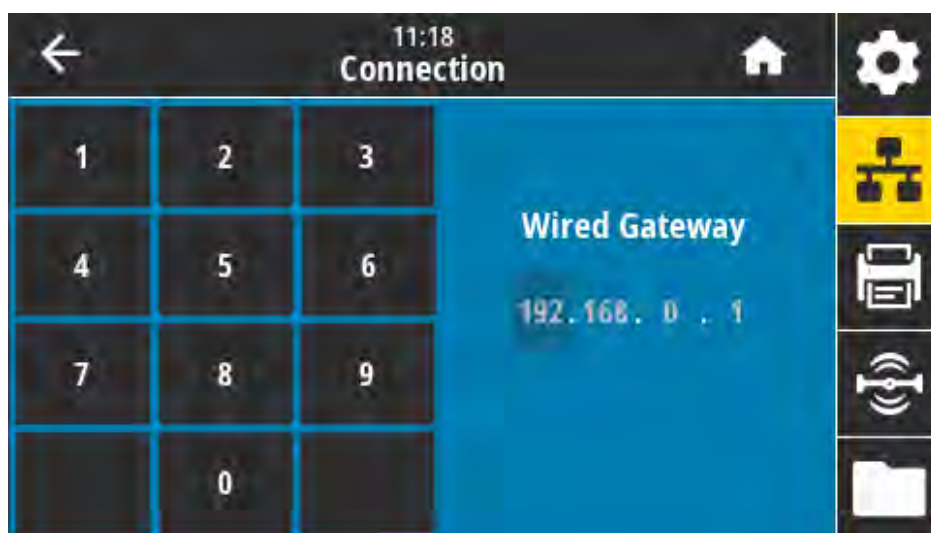 11:18
Connection
1 2 3
4 5 6
7 8 9
0
Wired Gateway
192.168. 0 . 1